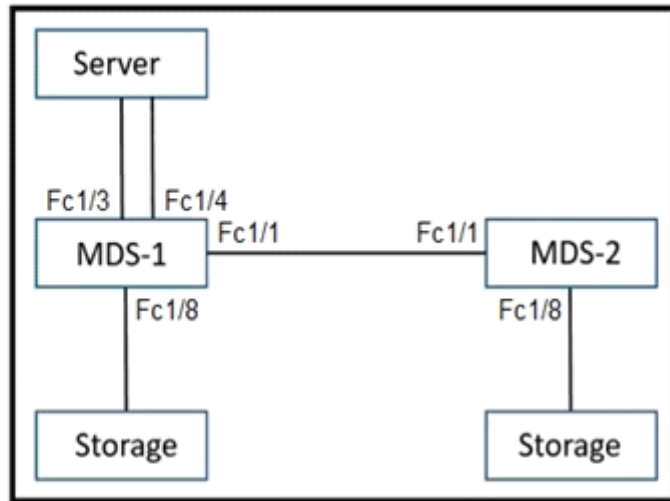 Server
Fc1/3 Fc1/4
Fc1/1 Fc1/1
MDS-1 MDS-2
Fc1/8 Fc1/8
Storage Storage